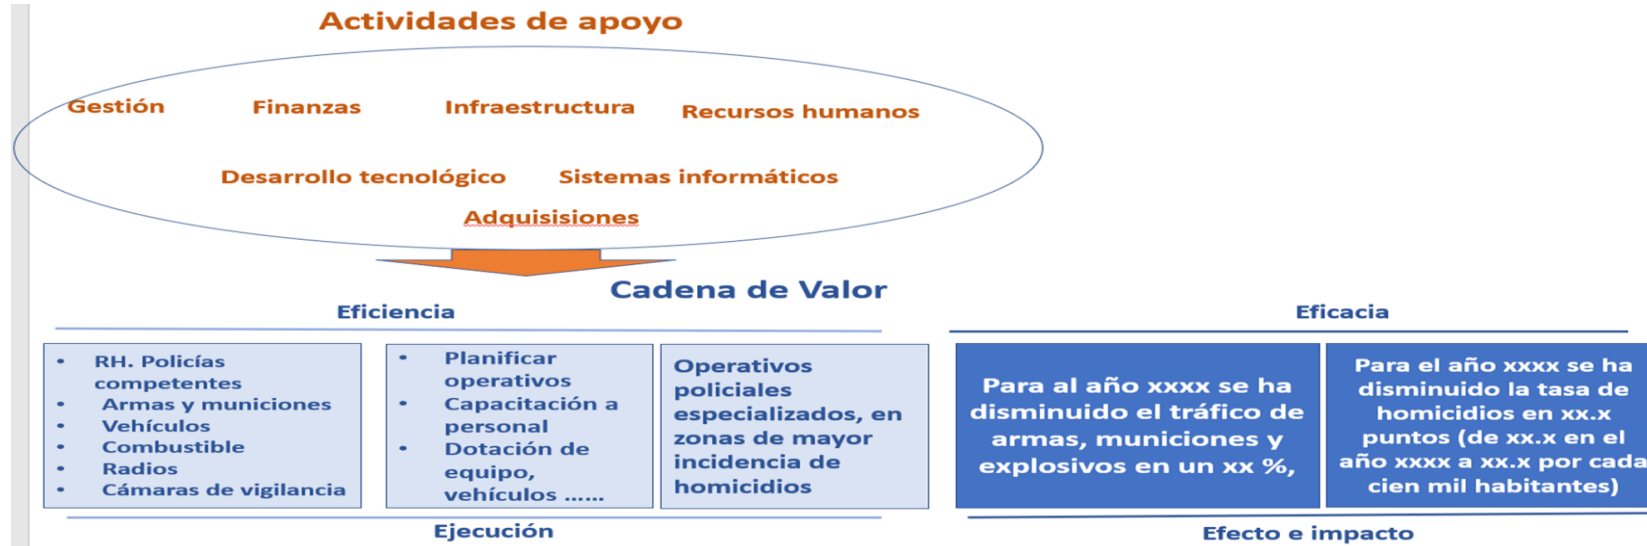 Actividades de apoyo
Gestión
Finanzas
Infraestructura
Recursos humanos
Desarrollo tecnológico
Sistemas informáticos
Adquisisiones
Cadena de Valor
Eficiencia
Eficacia
• RH. Policías
competentes
• Armas y municiones
• Vehículos
• Combustible
• Radios
• Cámaras de vigilancia
• Planificar
operativos
• Capacitación a
personal
• Dotación de
equipo,
vehículos ……
Operativos
policiales
especializados, en
zonas de mayor
incidencia de
homicidios
Para al año xxxx se ha
disminuido el tráfico de
armas, municiones y
explosivos en un xx %,
Para el año xxxx se ha
disminuido la tasa de
homicidios en xx.x
puntos (de xx.x en el
año xxxx a xx.x por cada
cien mil habitantes)
Ejecución
Efecto e impacto